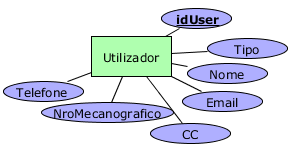 idUser
Tipo
Utilizador
Nome
Telefone
Email
NroMecanografico
CC